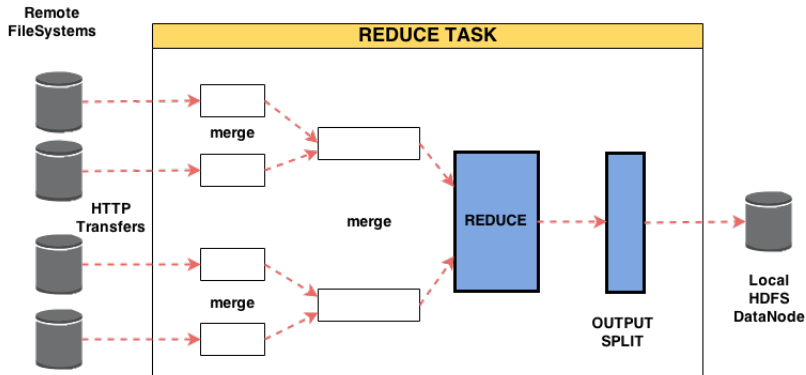 Remote
FileSystems
REDUCE TASK
merge
HTTP
Transfers
merge
REDUCE
merge
OUTPUT
SPLIT
Local
HDFS
DataNode